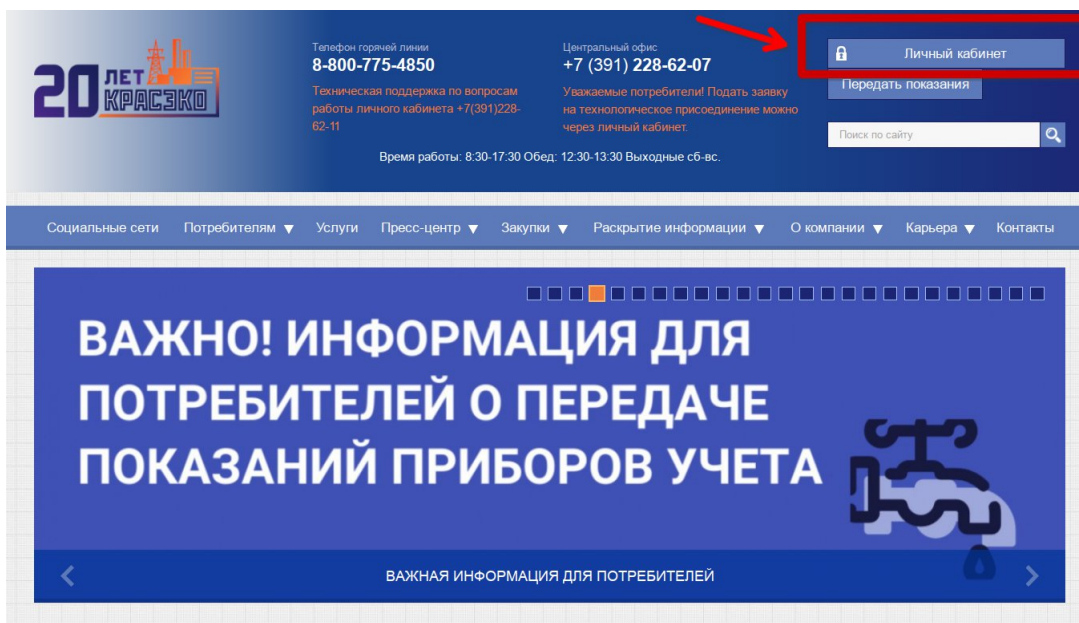 20 ЛЕТ
КРАСЭКО
Телефон горячей линии
8-800-775-4850
Техническая поддержка по вопросам
работы личного кабинета +7(391)228-
62-11
Центральный офис
+7 (391) 228-62-07
Уважаемые потребители! Подать заявку
на технологическое присоединение можно
через личный кабинет.
Время работы: 8:30-17:30 Обед: 12:30-13:30 Выходные сб-вс.
Личный кабинет
Передать показания
Поиск по сайту
Социальные сети Потребителям ▼ Услуги Пресс-центр ▼ Закупки ▼ Раскрытие информации ▼ О компании ▼ Карьера ▼ Контакты
ВАЖНО! ИНФОРМАЦИЯ ДЛЯ
ПОТРЕБИТЕЛЕЙ О ПЕРЕДАЧЕ
ПОКАЗАНИЙ ПРИБОРОВ УЧЕТА
ВАЖНАЯ ИНФОРМАЦИЯ ДЛЯ ПОТРЕБИТЕЛЕЙ